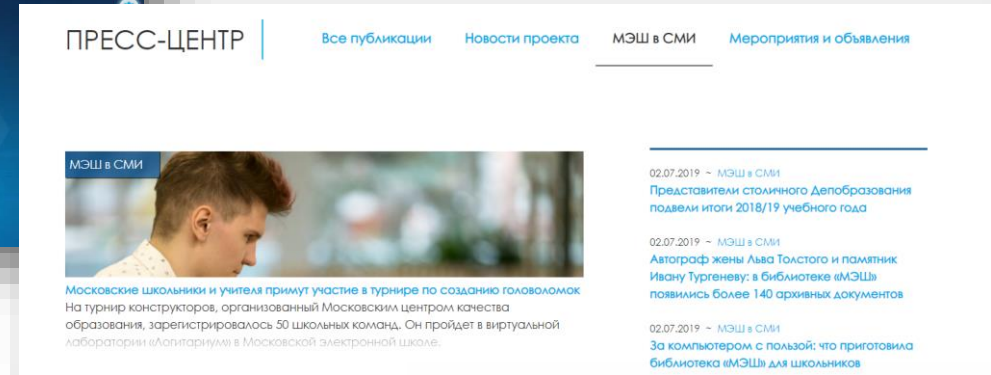 ПРЕСС-ЦЕНТР
Все публикации
Новости проекта
МЭШ в СМИ
Мероприятия и объявления
МЭШ в СМИ
Московские школьники и учителя примут участие в турнире по созданию головоломок
На турнир конструкторов, организованный Московским центром качества
образования, зарегистрировалось 50 школьных команд. Он пройдет в виртуальной
лаборатории «Логитариум» в Московской электронной школе.
02.07.2019 ~ МЭШ в СМИ
Представители столичного Депобразования
подвели итоги 2018/19 учебного года
02.07.2019 ~ МЭШ в СМИ
Автограф жены Льва Толстого и памятник
Ивану Тургеневу: в библиотеке «МЭШ»
появились более 140 архивных документов
02.07.2019 ~ МЭШ в СМИ
За компьютером с пользой: что приготовила
библиотека «МЭШ» для школьников